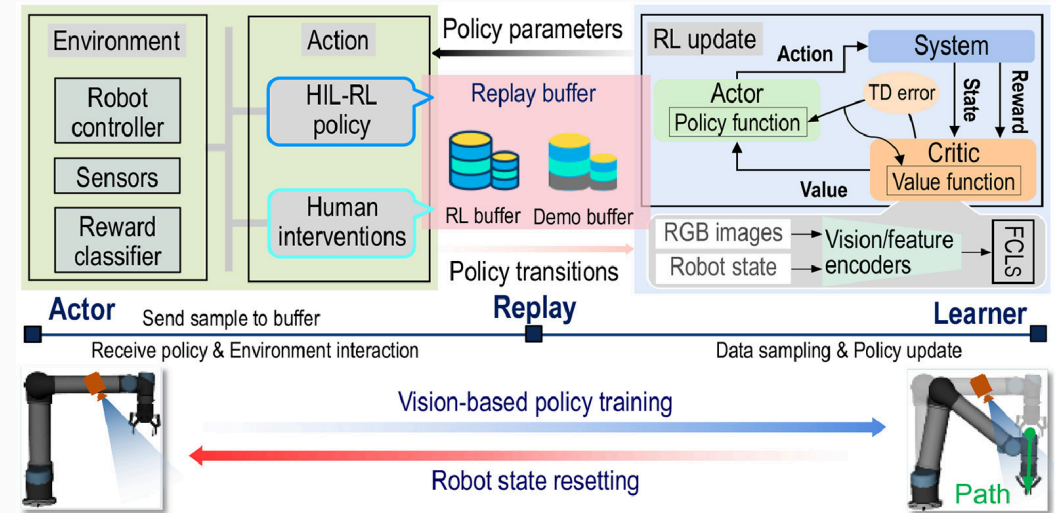 Environment
Robot
controller
Sensors
Reward
classifier
Action
HIL-RL
policy
Human
interventions
Policy parameters
Replay buffer
RL buffer
Demo buffer
Policy transitions
RL update
Action
System
Actor
Policy function
TD error
State
Reward
Critic
Value function
Value
RGB images
Robot state
Vision/feature
encoders
FCLs
Actor
Replay
Learner
Send sample to buffer
Receive policy & Environment interaction
Data sampling & Policy update
Vision-based policy training
Robot state resetting
Path